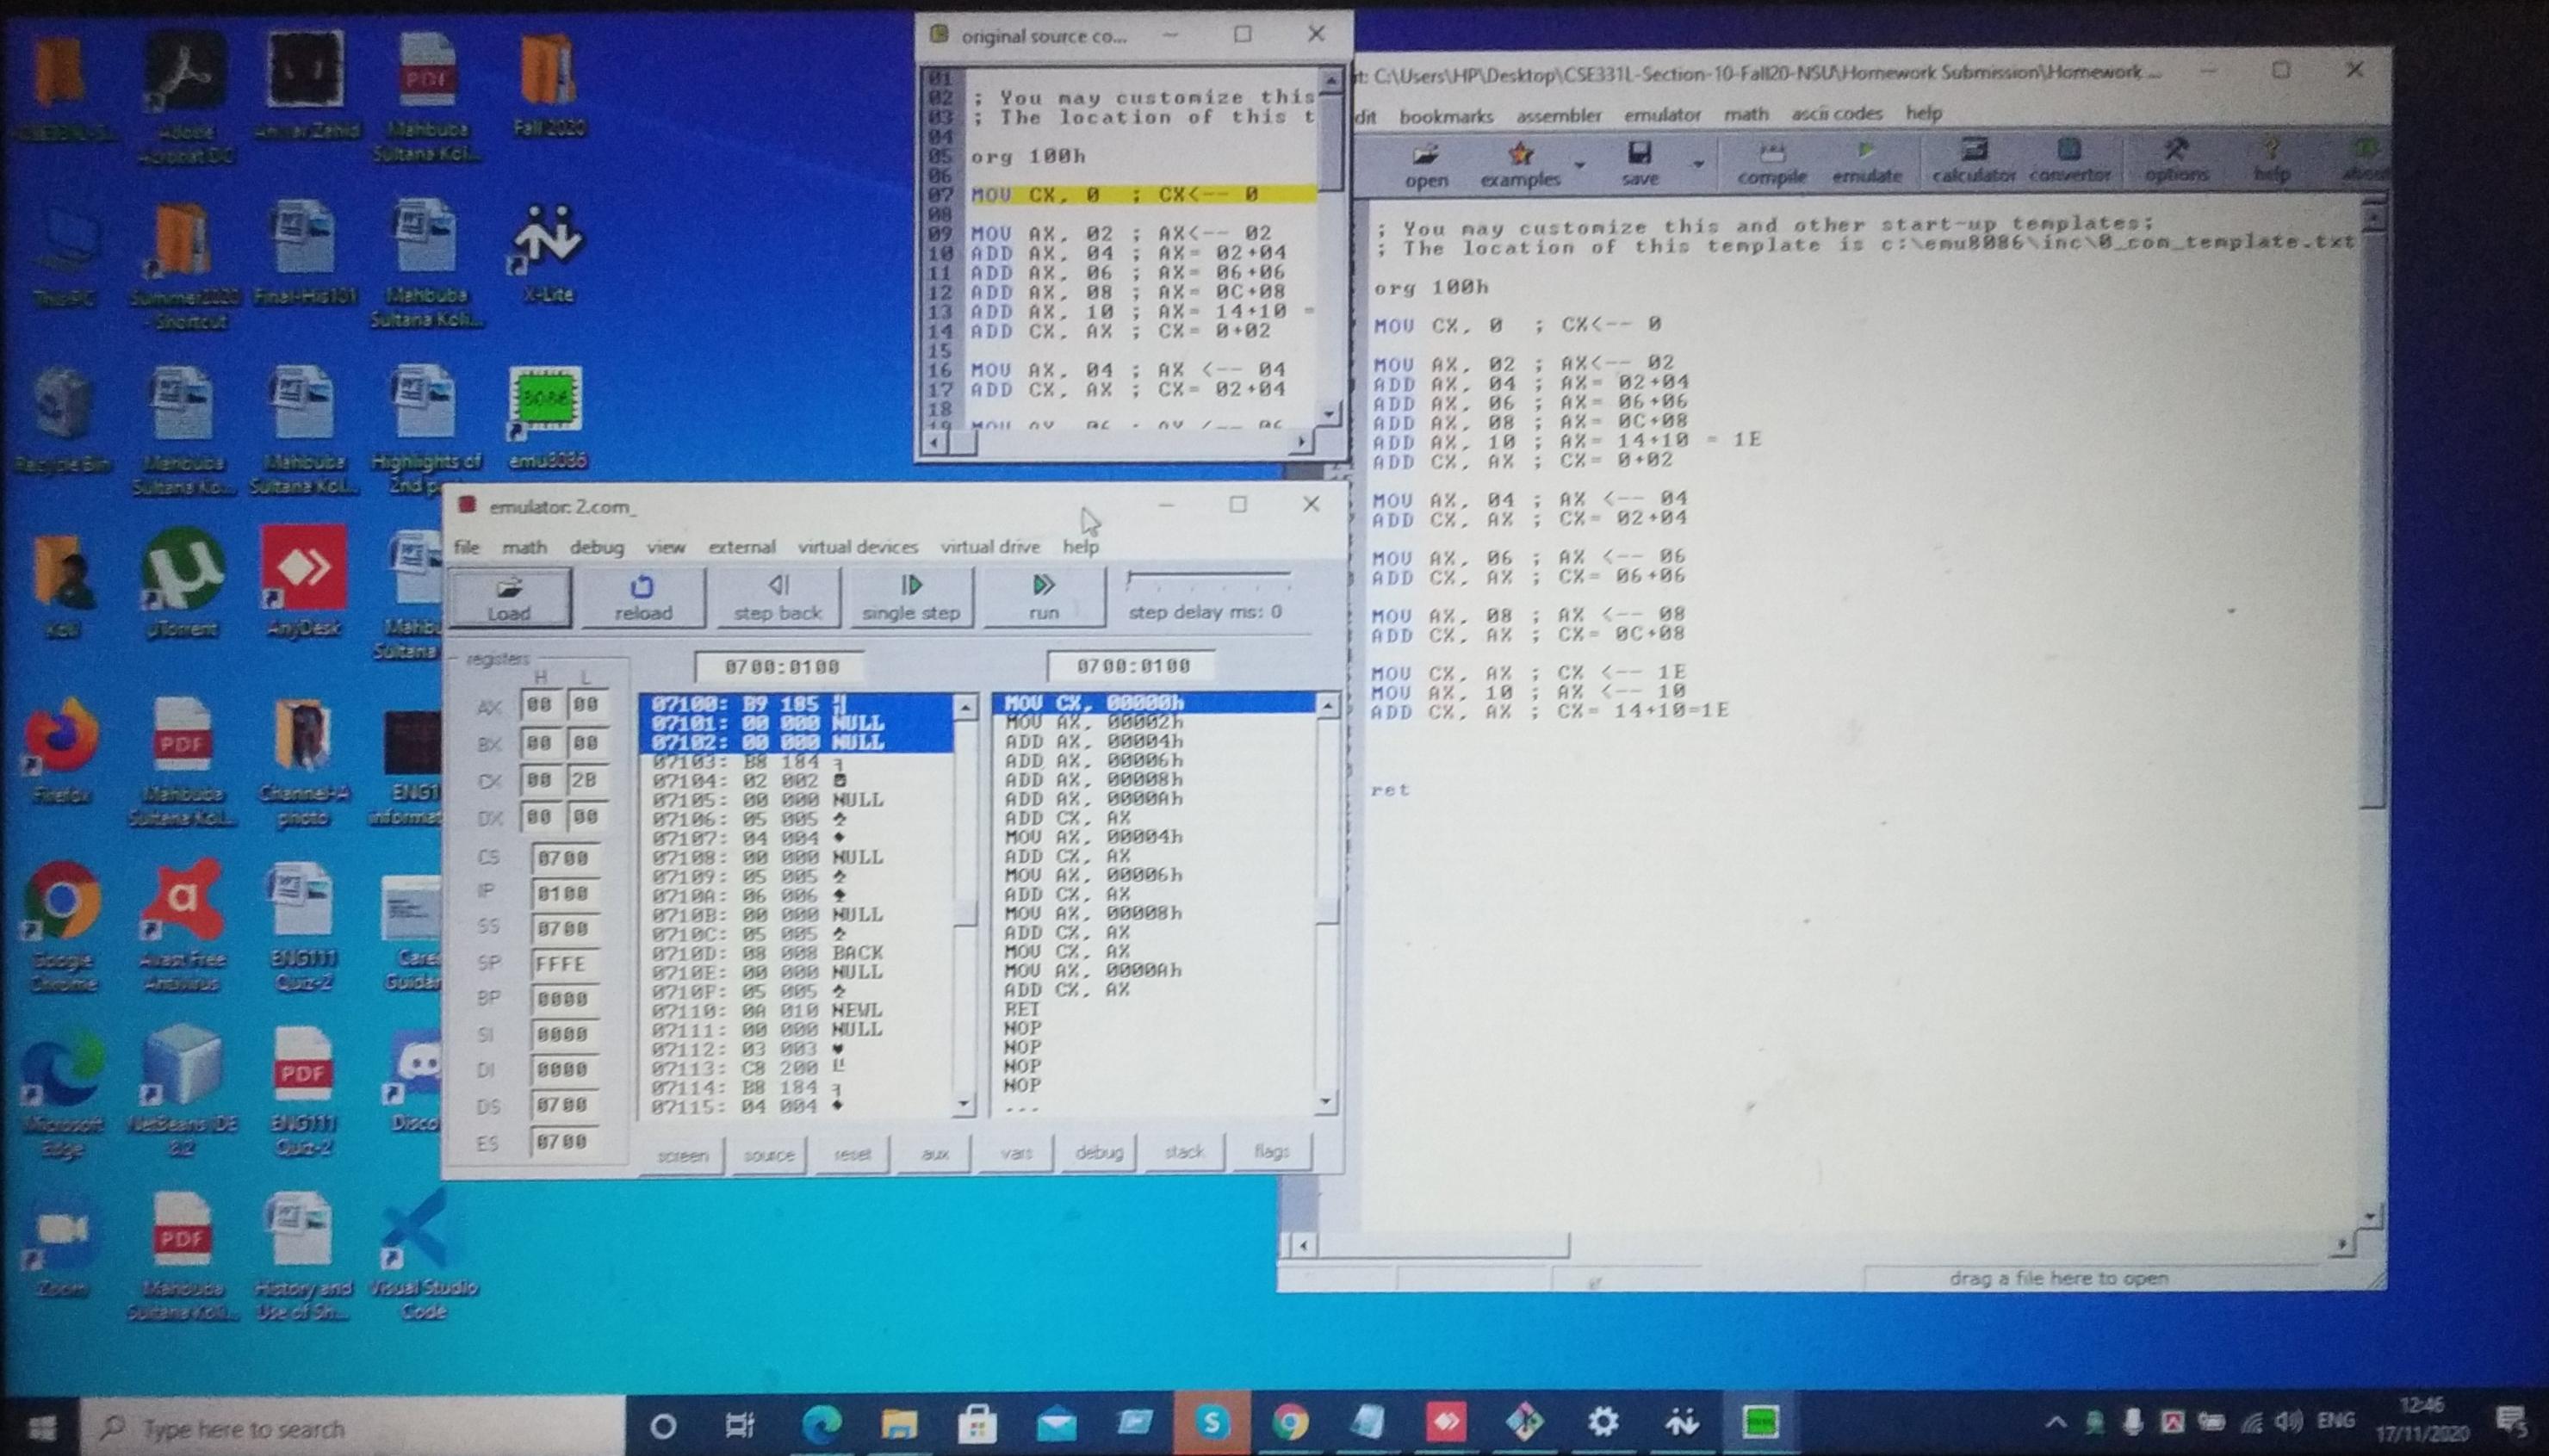 Adobe Acrobat DC
Anwar Zahid
Mahbuba Sultana Koli...
Fall 2020
This PC
Summer2020 - Shortcut
Final-His101
Mahbuba Sultana Koli...
X-Lite
Recycle Bin
Mahbuba Sultana Ko...
Mahbuba Sultana Kol...
Highlights of 2nd p
emu8086
Koli
uTorrent
AnyDesk
Mahbu
Sultana
Firefox
Mahbuba Sultana Kol...
Channel-A photo
ENG1
informat
Google Chrome
Avast Free Antivirus
ENG111 Quiz-2
Care
Guidan
Microsoft Edge
NetBeans IDE 8.2
ENG111 Quiz-2
Disco
Zoom
Mahbuba Sultana Koli...
History and Use of Sh...
Visual Studio Code
original source co...
01
02 ; You may customize this
03 ; The location of this t
04
05 org 100h
06
07 MOV CX, 0 ; CX<-- 0
08
09 MOV AX, 02 ; AX<-- 02
10 ADD AX, 04 ; AX= 02+04
11 ADD AX, 06 ; AX= 06+06
12 ADD AX, 08 ; AX= 0C+08
13 ADD AX, 10 ; AX= 14+10 =
14 ADD CX, AX ; CX= 0+02
15
16 MOV AX, 04 ; AX <-- 04
17 ADD CX, AX ; CX= 02+04
18
t: C:\Users\HP\Desktop\CSE331L-Section-10-Fall20-NSU\Homework Submission\Homework ...
dit bookmarks assembler emulator math ascii codes help
open examples save compile emulate calculator convertor options help about
; You may customize this and other start-up templates;
; The location of this template is c:\emu8086\inc\0_com_template.txt
org 100h
MOV CX, 0 ; CX<-- 0
MOV AX, 02 ; AX<-- 02
ADD AX, 04 ; AX= 02+04
ADD AX, 06 ; AX= 06+06
ADD AX, 08 ; AX= 0C+08
ADD AX, 10 ; AX= 14+10 = 1E
ADD CX, AX ; CX= 0+02
MOV AX, 04 ; AX <-- 04
ADD CX, AX ; CX= 02+04
MOV AX, 06 ; AX <-- 06
ADD CX, AX ; CX= 06+06
MOV AX, 08 ; AX <-- 08
ADD CX, AX ; CX= 0C+08
MOV CX, AX ; CX <-- 1E
MOV AX, 10 ; AX <-- 10
ADD CX, AX ; CX= 14+10=1E
ret
drag a file here to open
emulator: 2.com_
file math debug view external virtual devices virtual drive help
Load reload step back single step run step delay ms: 0
registers
H L
AX 00 00
BX 00 00
CX 00 2B
DX 00 00
CS 0700
IP 0100
SS 0700
SP FFFE
BP 0000
SI 0000
DI 0000
DS 0700
ES 0700
0700:0100
07100: B9 185 ╣
07101: 00 000 NULL
07102: 00 000 NULL
07103: B8 184 ╕
07104: 02 002 ☻
07105: 00 000 NULL
07106: 05 005 ♣
07107: 04 004 ♦
07108: 00 000 NULL
07109: 05 005 ♣
0710A: 06 006 ♠
0710B: 00 000 NULL
0710C: 05 005 ♣
0710D: 08 008 BACK
0710E: 00 000 NULL
0710F: 05 005 ♣
07110: 0A 010 NEWL
07111: 00 000 NULL
07112: 03 003 ♥
07113: C8 200 ╚
07114: B8 184 ╕
07115: 04 004 ♦
0700:0100
MOV CX, 00000h
MOV AX, 00002h
ADD AX, 00004h
ADD AX, 00006h
ADD AX, 00008h
ADD AX, 0000Ah
ADD CX, AX
MOV AX, 00004h
ADD CX, AX
MOV AX, 00006h
ADD CX, AX
MOV AX, 00008h
ADD CX, AX
MOV CX, AX
MOV AX, 0000Ah
ADD CX, AX
RET
NOP
NOP
NOP
NOP
...
screen source reset aux vars debug stack flags
Type here to search
ENG
12:46
17/11/2020